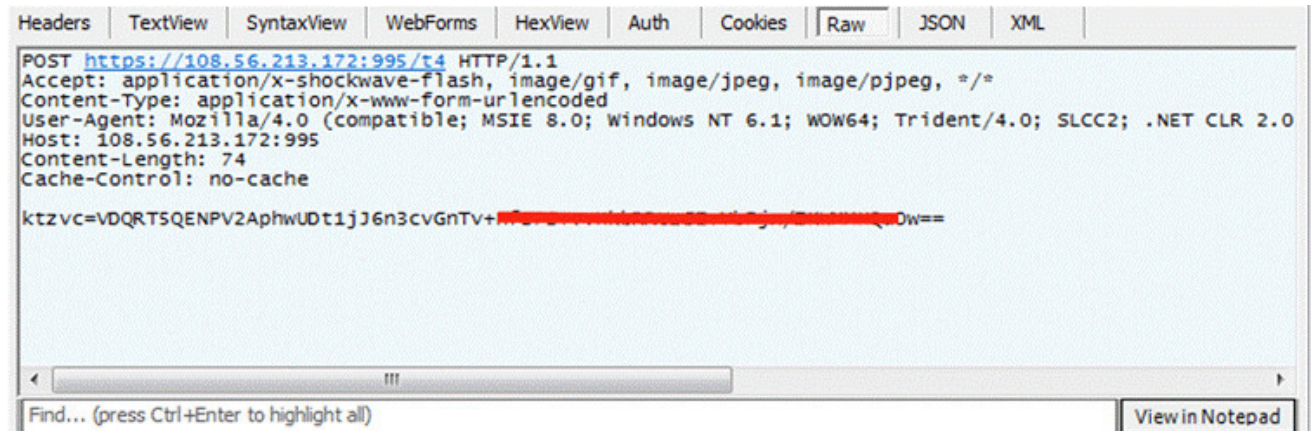 Headers TextView SyntaxView WebForms HexView Auth Cookies Raw JSON XML
POST https://108.56.213.172:995/t4 HTTP/1.1
Accept: application/x-shockwave-flash, image/gif, image/jpeg, image/pjpeg, */*
Content-Type: application/x-www-form-urlencoded
User-Agent: Mozilla/4.0 (compatible; MSIE 8.0; Windows NT 6.1; WOW64; Trident/4.0; SLCC2; .NET CLR 2.0
Host: 108.56.213.172:995
Content-Length: 74
Cache-Control: no-cache
ktzvc=VDQRT5QENPV2AphwUDt1jJ6n3cvGnTv+ 0w==
Find... (press Ctrl+Enter to highlight all) View in Notepad